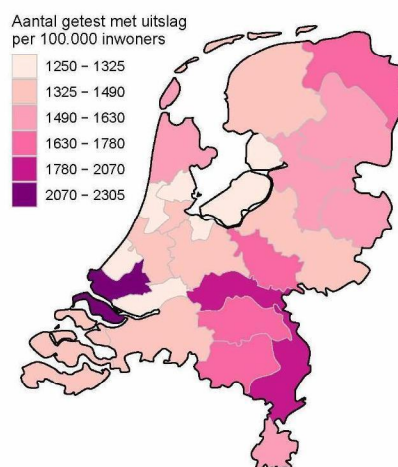 Aantal getest met uitslag
per 100.000 inwoners
1250 – 1325
1325 – 1490
1490 – 1630
1630 – 1780
1780 – 2070
2070 – 2305